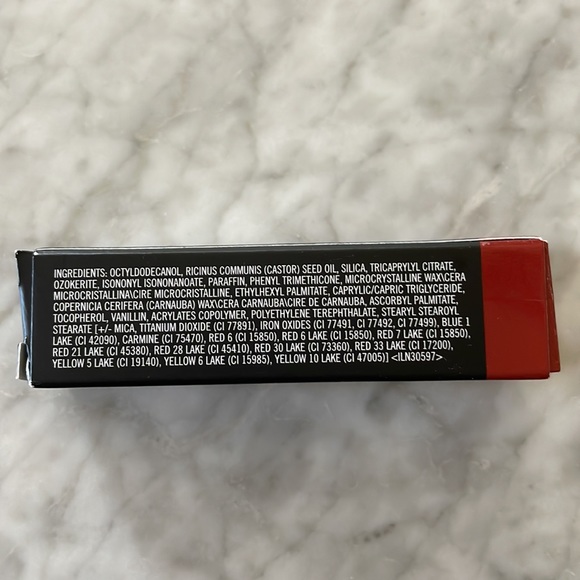 INGREDIENTS: OCTYLDODECANOL, RICINUS COMMUNIS (CASTOR) SEED OIL, SILICA, TRICAPRYLYL CITRATE,
OZOKERITE, ISONONYL ISONONANOATE, PARAFFIN, PHENYL TRIMETHICONE, MICROCRYSTALLINE WAX\CERA
MICROCRISTALLINA\CIRE MICROCRISTALLINE, ETHYLHEXYL PALMITATE, CAPRYLIC/CAPRIC TRIGLYCERIDE,
COPERNICIA CERIFERA (CARNAUBA) WAX\CERA CARNAUBA\CIRE DE CARNAUBA, ASCORBYL PALMITATE,
TOCOPHEROL, VANILLIN, ACRYLATES COPOLYMER, POLYETHYLENE TEREPHTHALATE, STEARYL STEAROYL
STEARATE [+/- MICA, TITANIUM DIOXIDE (CI 77891), IRON OXIDES (CI 77491, CI 77492, CI 77499), BLUE 1
LAKE (CI 42090), CARMINE (CI 75470), RED 6 (CI 15850), RED 6 LAKE (CI 15850), RED 7 LAKE (CI 15850),
RED 21 LAKE (CI 45380), RED 28 LAKE (CI 45410), RED 30 LAKE (CI 73360), RED 33 LAKE (CI 17200),
YELLOW 5 LAKE (CI 19140), YELLOW 6 LAKE (CI 15985), YELLOW 10 LAKE (CI 47005)] <ILN30597>